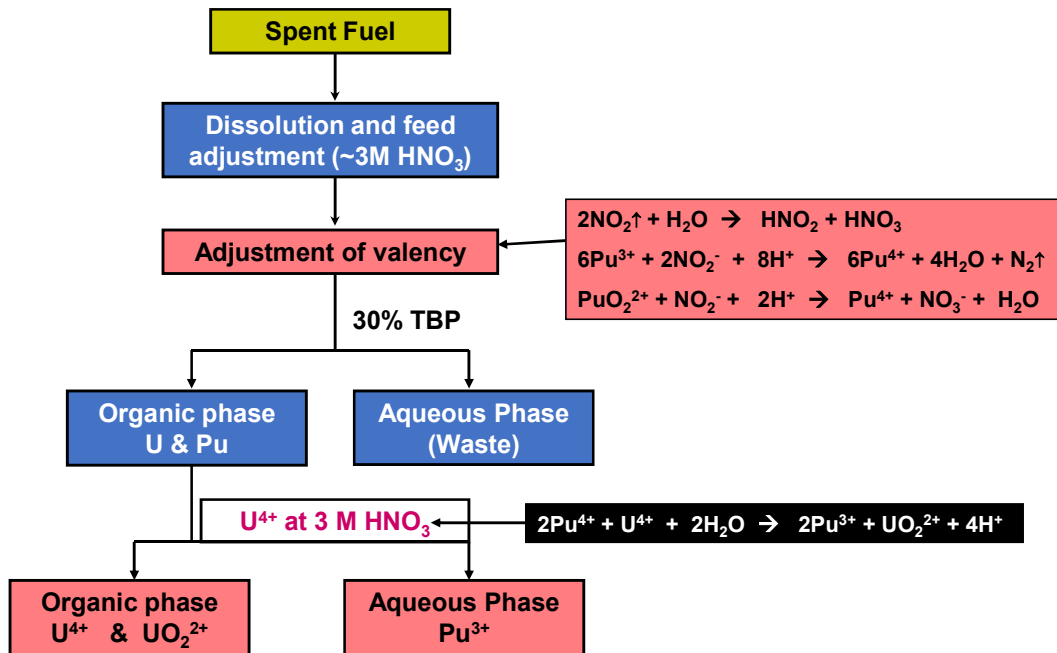 Spent Fuel
Dissolution and feed
adjustment (~3M HNO₃)
Adjustment of valency
2NO₂↑ + H₂O → HNO₂ + HNO₃
6Pu³⁺ + 2NO₂⁻ + 8H⁺ → 6Pu⁴⁺ + 4H₂O + N₂↑
PuO₂²⁺ + NO₂⁻ + 2H⁺ → Pu⁴⁺ + NO₃⁻ + H₂O
30% TBP
Organic phase
U & Pu
Aqueous Phase
(Waste)
U⁴⁺ at 3 M HNO₃
2Pu⁴⁺ + U⁴⁺ + 2H₂O → 2Pu³⁺ + UO₂²⁺ + 4H⁺
Organic phase
U⁴⁺ & UO₂²⁺
Aqueous Phase
Pu³⁺